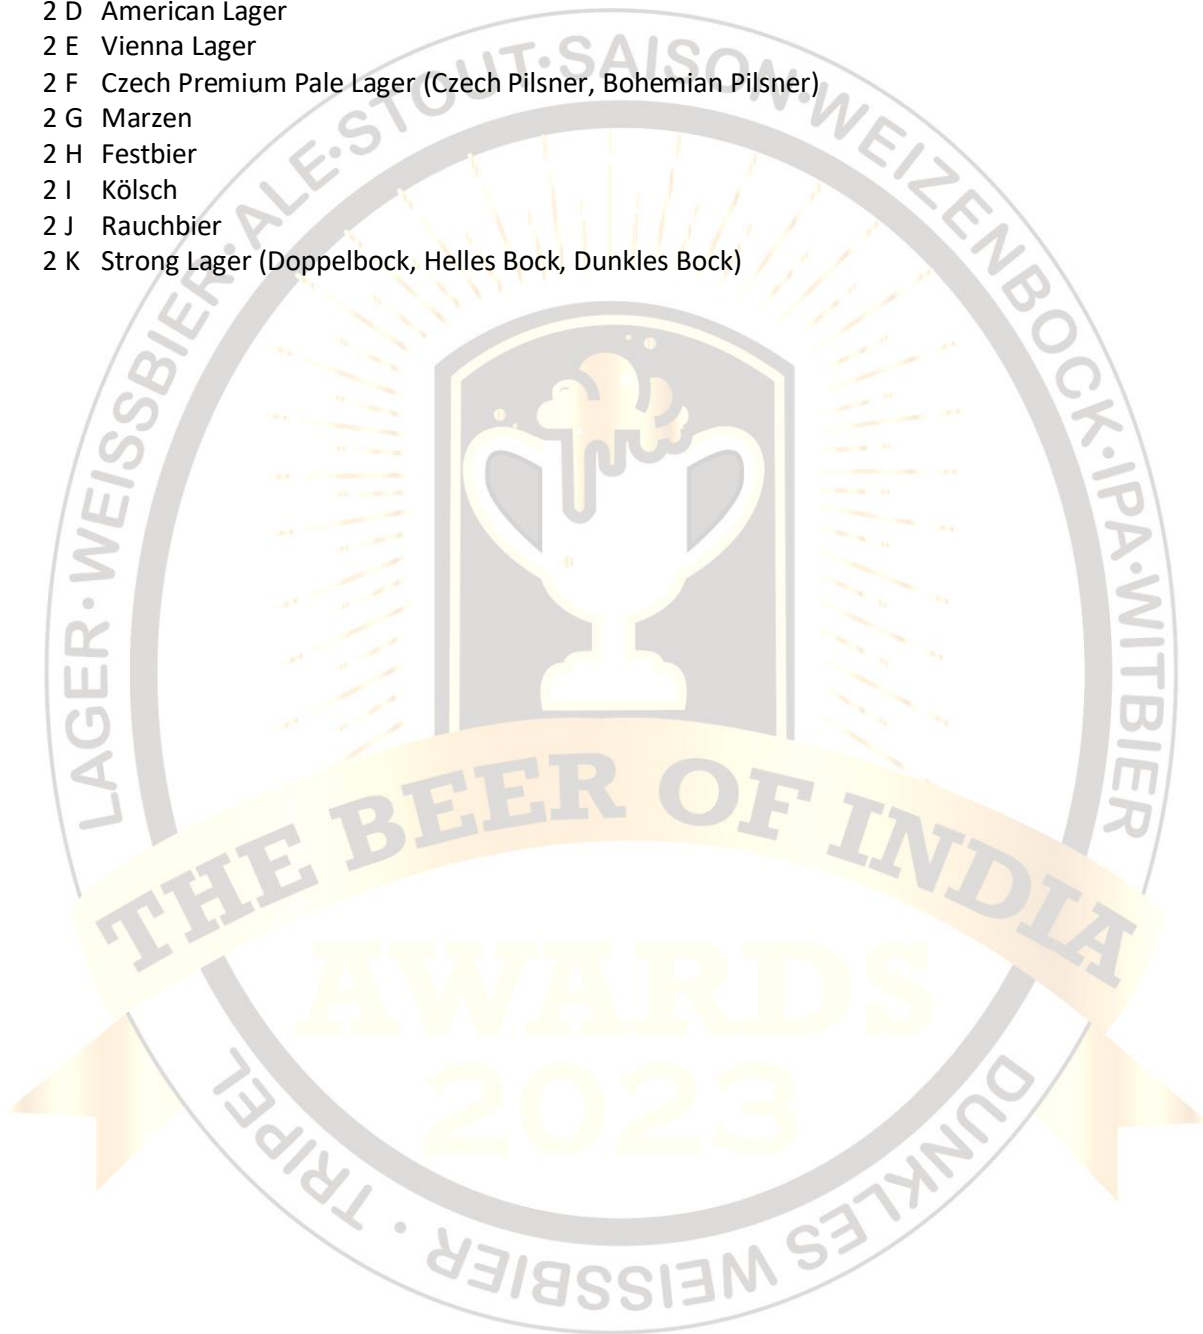 2 D American Lager
2 E Vienna Lager
2 F Czech Premium Pale Lager (Czech Pilsner, Bohemian Pilsner)
2 G Marzen
2 H Festbier
2 I Kölsch
2 J Rauchbier
2 K Strong Lager (Doppelbock, Helles Bock, Dunkles Bock)
LAGER·WEISSBIER·ALE·STOUT·SAISON·WEIZENBOCK·IPA·WITBIER
THE BEER OF INDIA
AWARDS
2023
DUNKLES WEISSBIER · TRIPEL